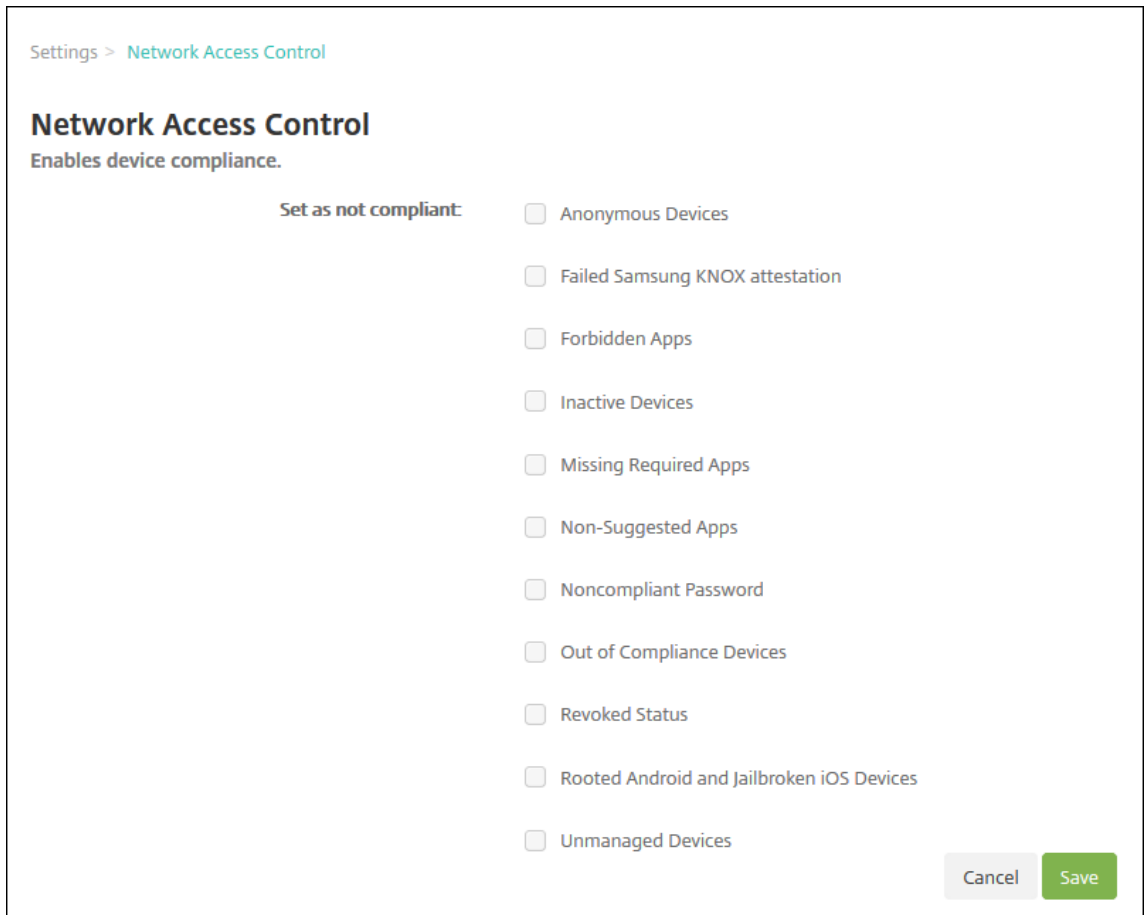 Settings > Network Access Control
Network Access Control
Enables device compliance.
Set as not compliant:
Anonymous Devices
Failed Samsung KNOX attestation
Forbidden Apps
Inactive Devices
Missing Required Apps
Non-Suggested Apps
Noncompliant Password
Out of Compliance Devices
Revoked Status
Rooted Android and Jailbroken iOS Devices
Unmanaged Devices
Cancel Save